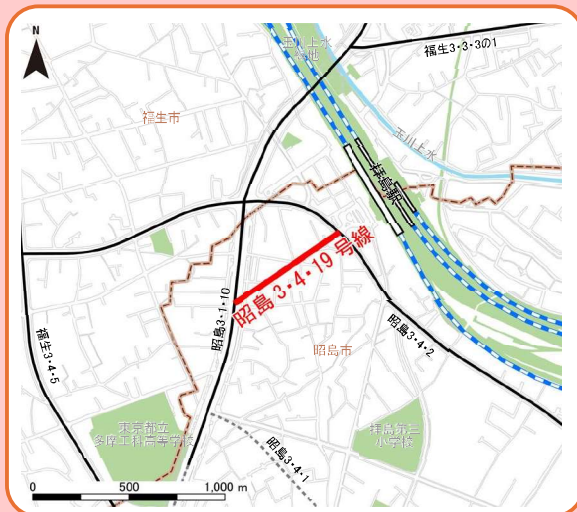 N
玉川上水
緑地
福生3・3・3の1
福生市
玉川上水
拝島駅
昭島 3・4・19 号線
昭島3・1・10
福生3・4・5
昭島市
昭島3・4・2
東京都立
多摩工科高等学校
拝島第三
小学校
昭島3・4・1
0 500 1,000 m